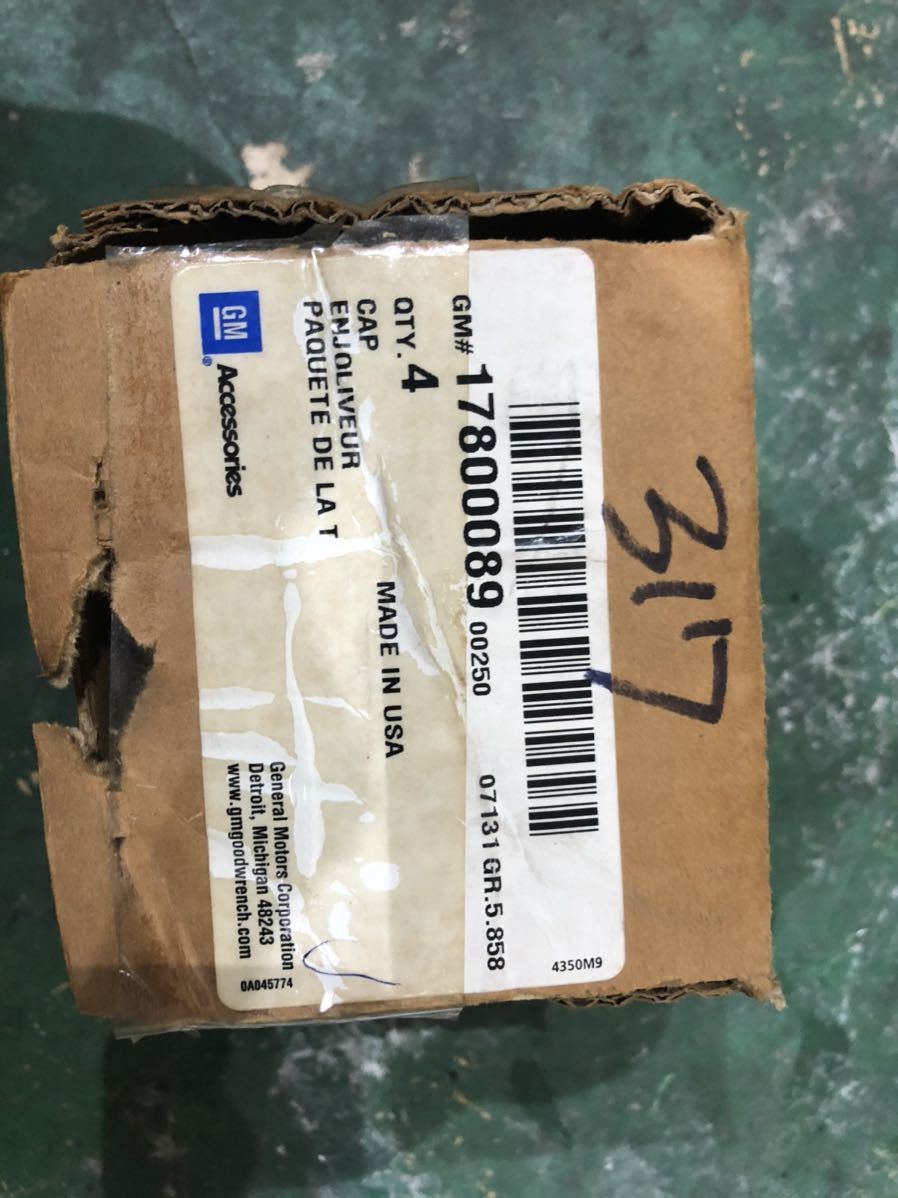 317
GM# 17800089 00250 07131 GR.5.858
4350M9
QTY. 4
CAP
ENJOLIVEUR
PAQUETE DE LA T
MADE IN USA
GM
® Accessories
General Motors Corporation
Detroit, Michigan 48243
www.gmgoodwrench.com
0A045774